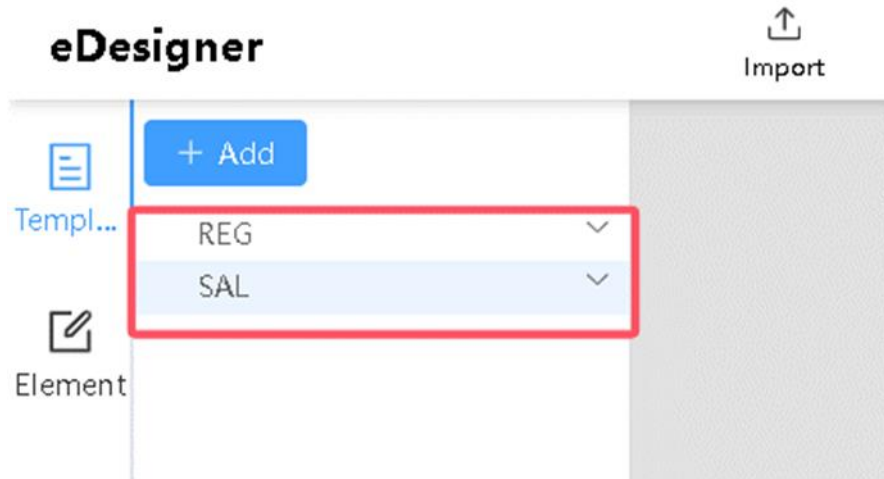 eDesigner
Import
+ Add
Templ...
REG
SAL
Element